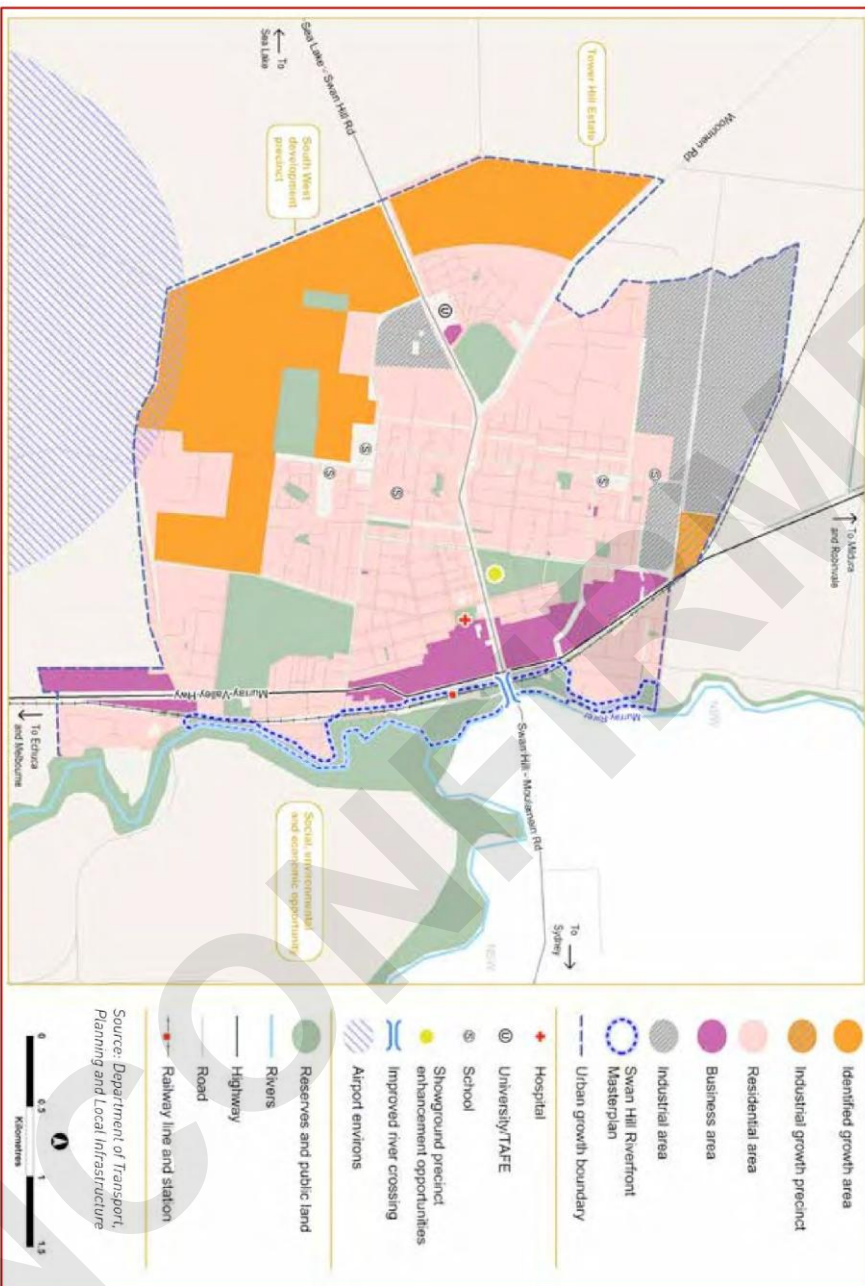 To
Sea Lake
Sea Lake - Swan Hill Rd
Tower Hill Estate
Woorinen Rd
South West
development
precinct
To Mildura
and Robinvale
Murray Valley Hwy
Murray River
NSW
Swan Hill - Moulamein Rd
To
Sydney
NSW
To Echuca
and Melbourne
Social, environmental
and economic opportunity
U
S
S
S
S
S
Identified growth area
Industrial growth precinct
Residential area
Business area
Industrial area
Swan Hill Riverfront
Masterplan
Urban growth boundary
Hospital
U University/TAFE
S School
Showground precinct
enhancement opportunities
Improved river crossing
Airport environs
Reserves and public land
Rivers
Highway
Road
Railway line and station
Source: Department of Transport,
Planning and Local Infrastructure
0 0.5 1 1.5
Kilometres
NCONFIRME